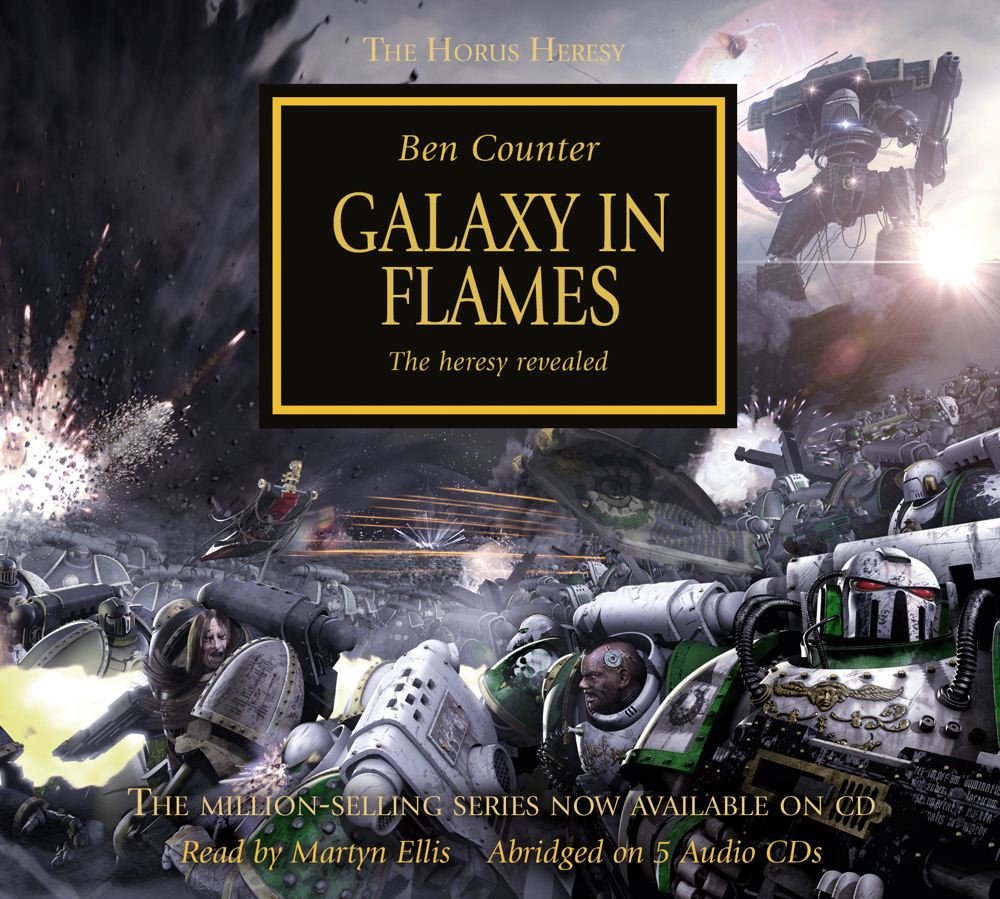 THE HORUS HERESY
Ben Counter
GALAXY IN
FLAMES
The heresy revealed
THE MILLION-SELLING SERIES NOW AVAILABLE ON CD
Read by Martyn Ellis Abridged on 5 Audio CDs